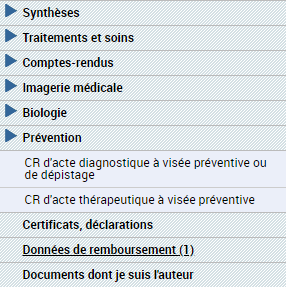 Synthèses
Traitements et soins
Comptes-rendus
Imagerie médicale
Biologie
Prévention
CR d'acte diagnostique à visée préventive ou
de dépistage
CR d'acte thérapeutique à visée préventive
Certificats, déclarations
Données de remboursement (1)
Documents dont je suis l'auteur